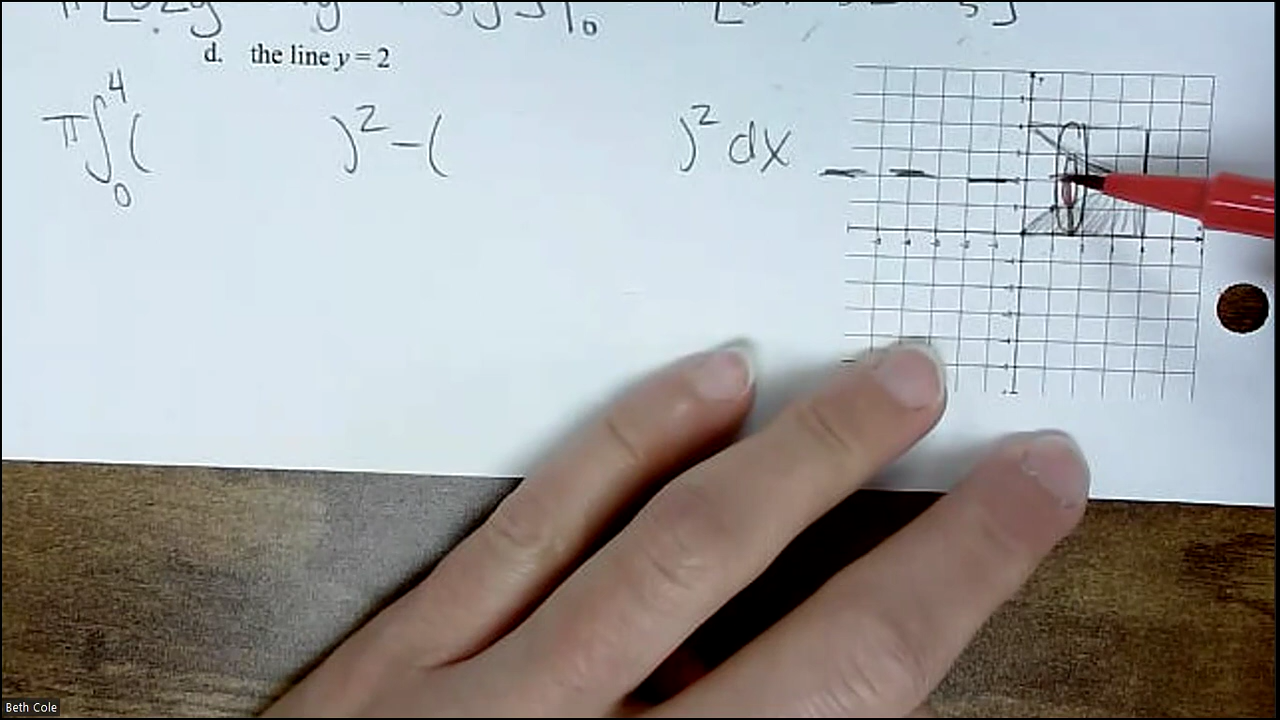 d. the line y = 2
π∫₀⁴ ( )² - ( )² dx
Beth Cole